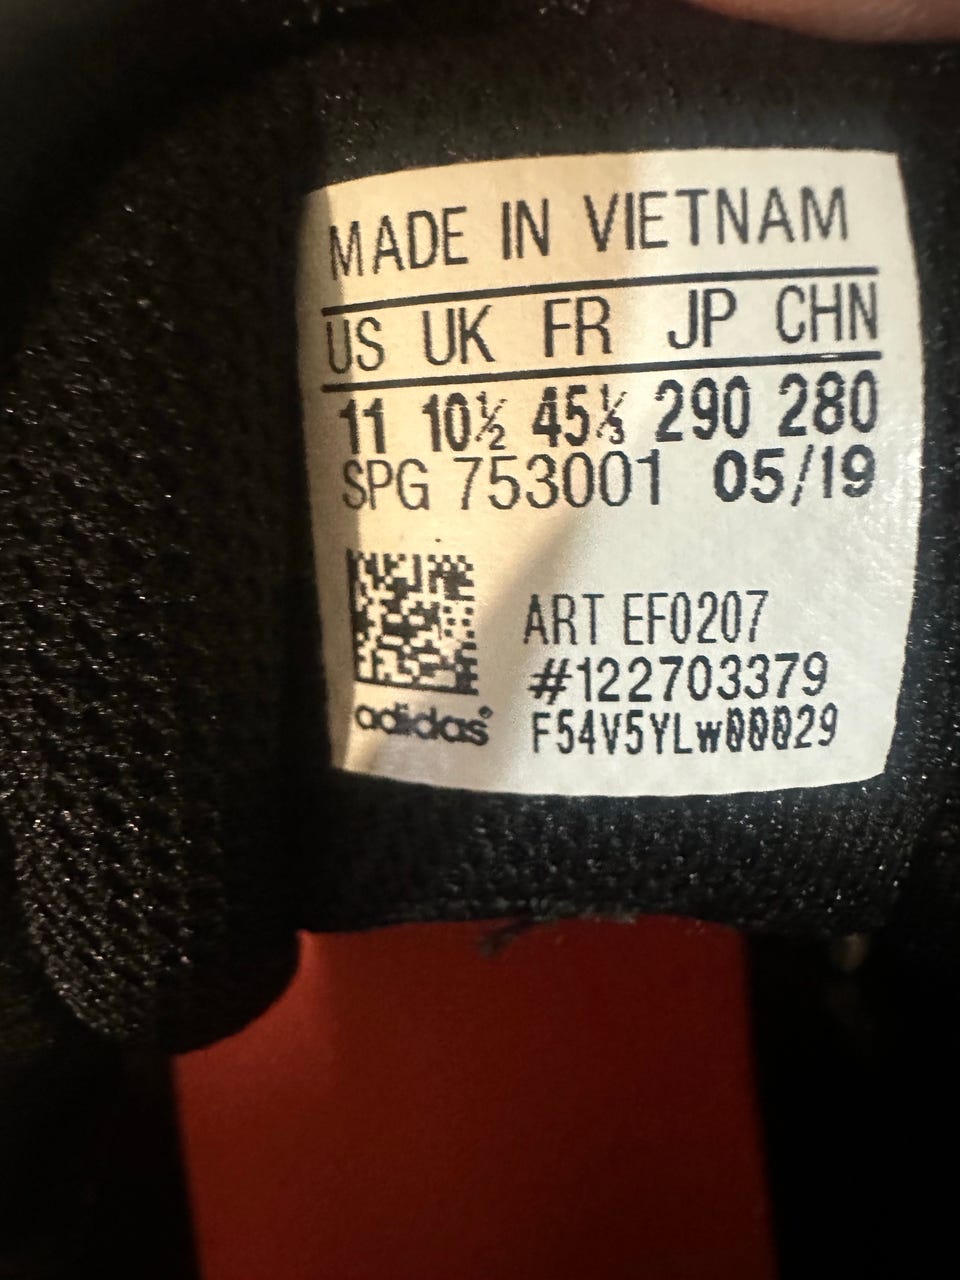 MADE IN VIETNAM
US UK FR JP CHN
11 10½ 45⅓ 290 280
SPG 753001 05/19
ART EF0207
#122703379
adidas® F54V5YLw00029